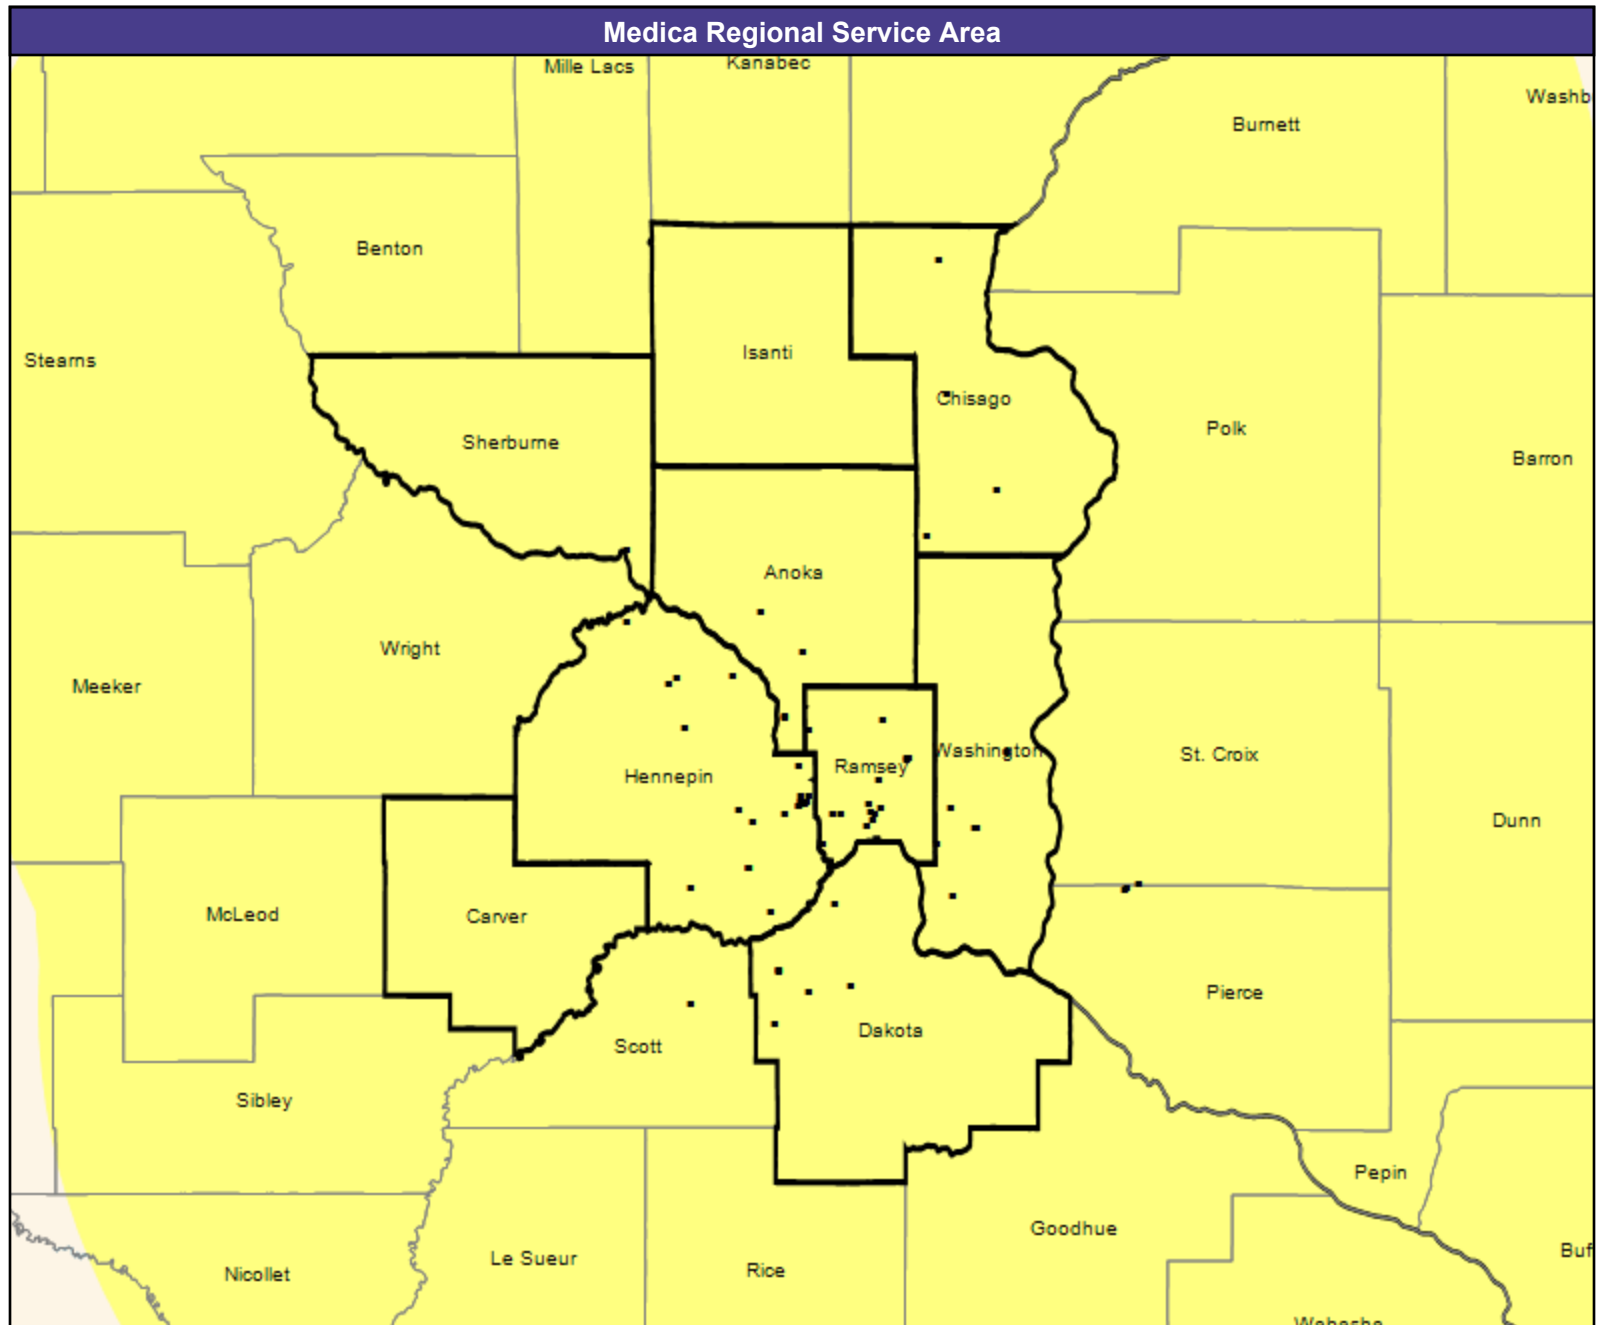 Medica Regional Service Area
Mille Lacs
Kanabec
Washb
Burnett
Benton
Stearns
Isanti
Chisago
Polk
Sherburne
Barron
Anoka
Wright
Meeker
Washington
St. Croix
Ramsey
Hennepin
Dunn
McLeod
Carver
Pierce
Dakota
Scott
Sibley
Pepin
Goodhue
Buf
Le Sueur
Rice
Nicollet